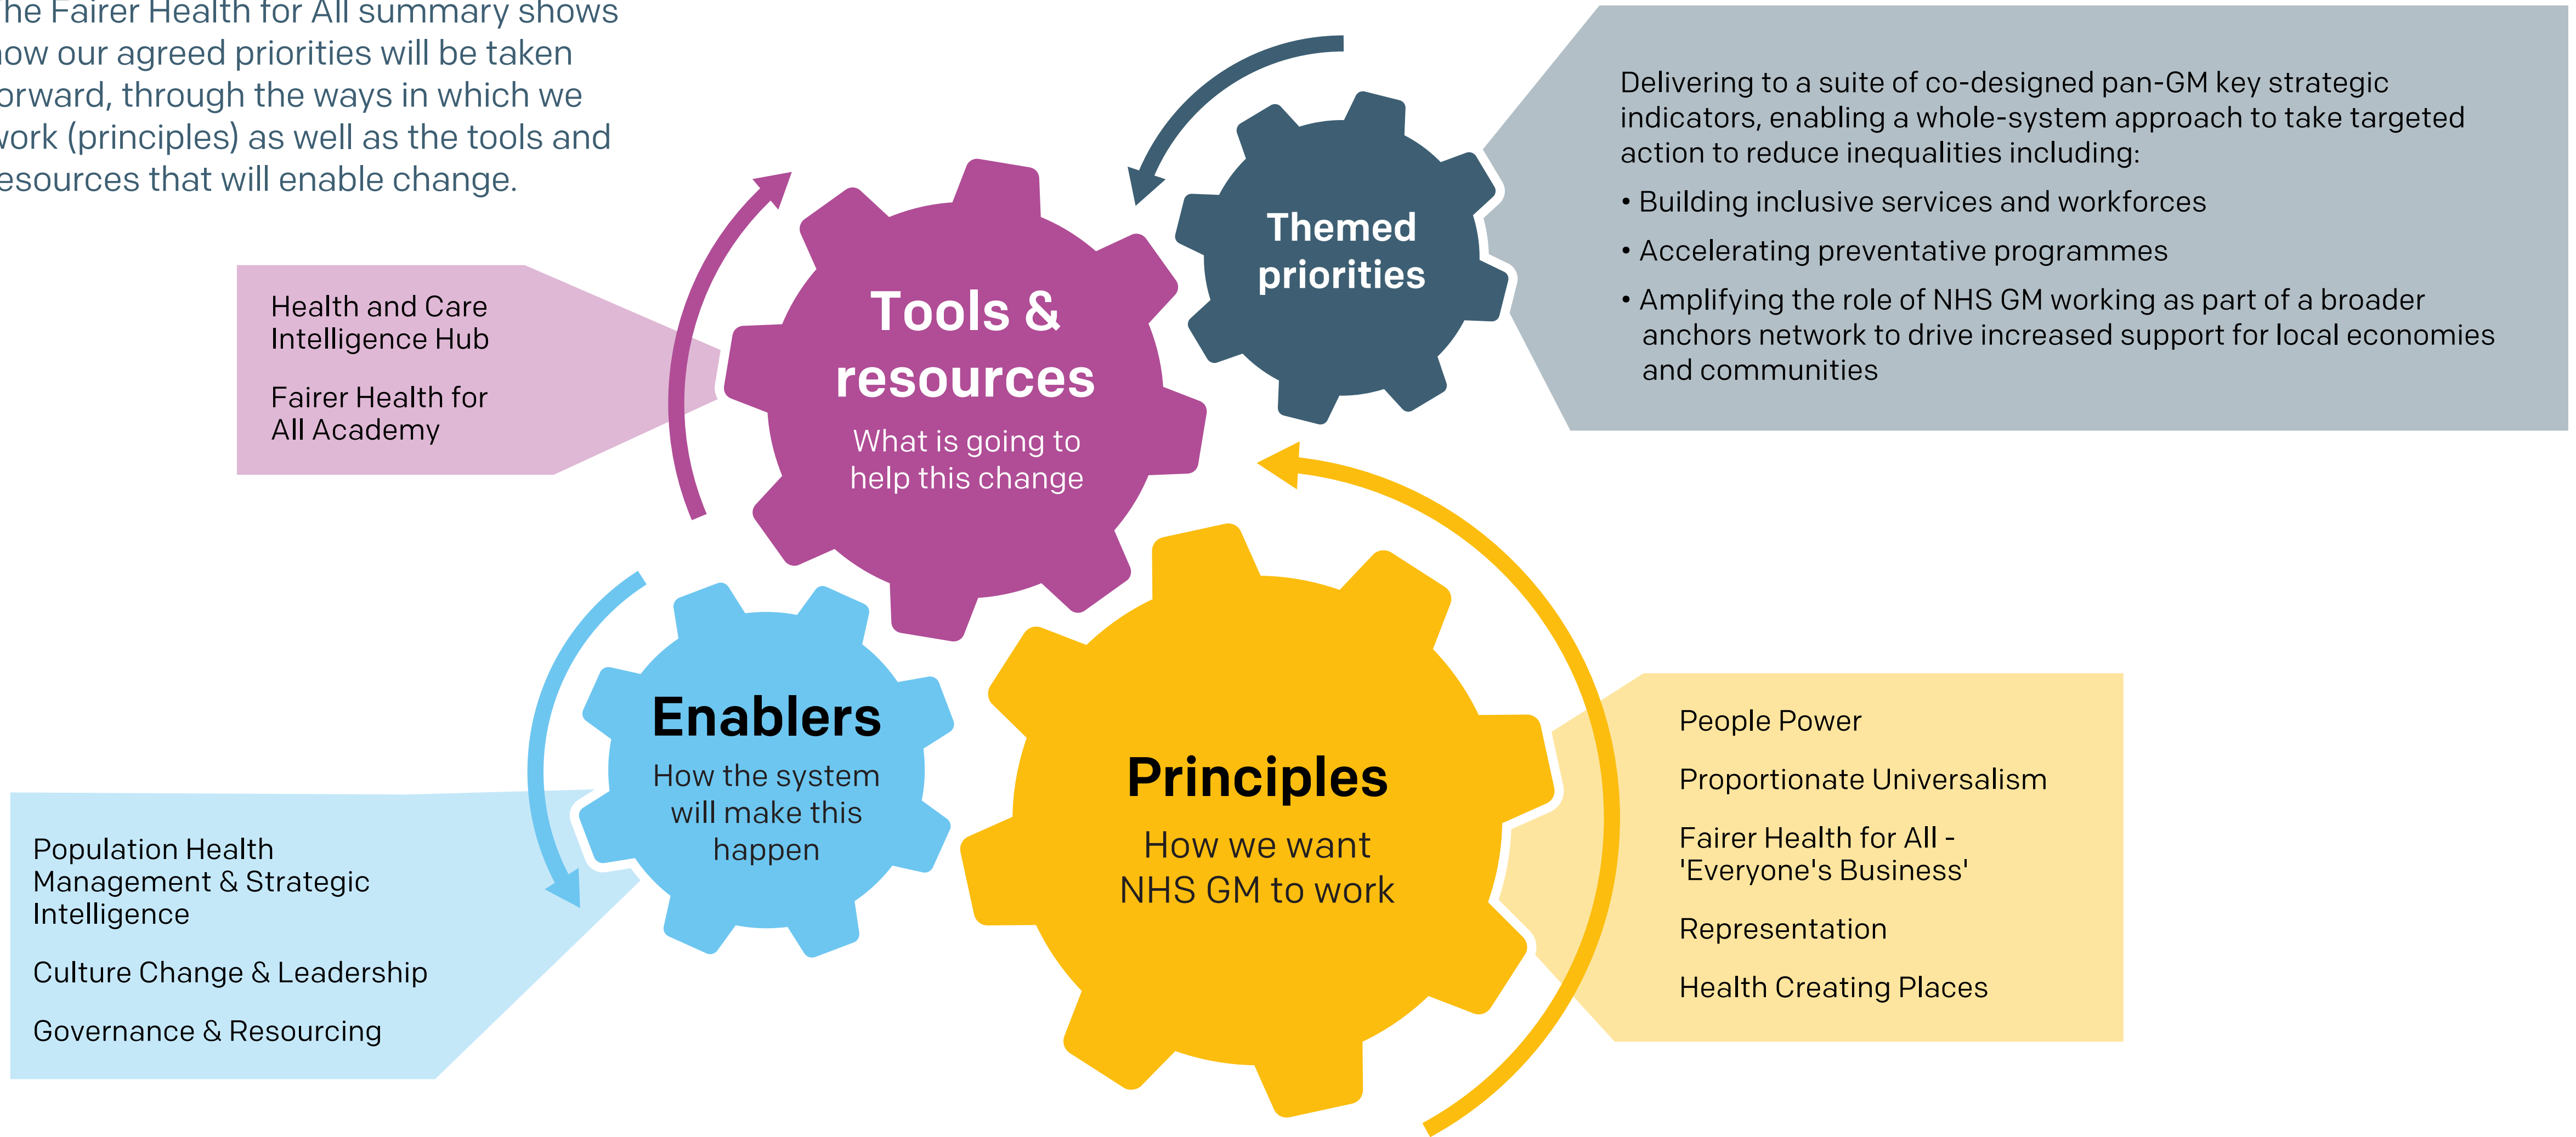 The Fairer Health for All summary shows
how our agreed priorities will be taken
forward, through the ways in which we
work (principles) as well as the tools and
resources that will enable change.
Themed
priorities
Delivering to a suite of co-designed pan-GM key strategic
indicators, enabling a whole-system approach to take targeted
action to reduce inequalities including:
• Building inclusive services and workforces
• Accelerating preventative programmes
• Amplifying the role of NHS GM working as part of a broader
anchors network to drive increased support for local economies
and communities
Health and Care
Intelligence Hub
Fairer Health for
All Academy
Tools &
resources
What is going to
help this change
Enablers
How the system
will make this
happen
Population Health
Management & Strategic
Intelligence
Culture Change & Leadership
Governance & Resourcing
Principles
How we want
NHS GM to work
People Power
Proportionate Universalism
Fairer Health for All -
'Everyone's Business'
Representation
Health Creating Places